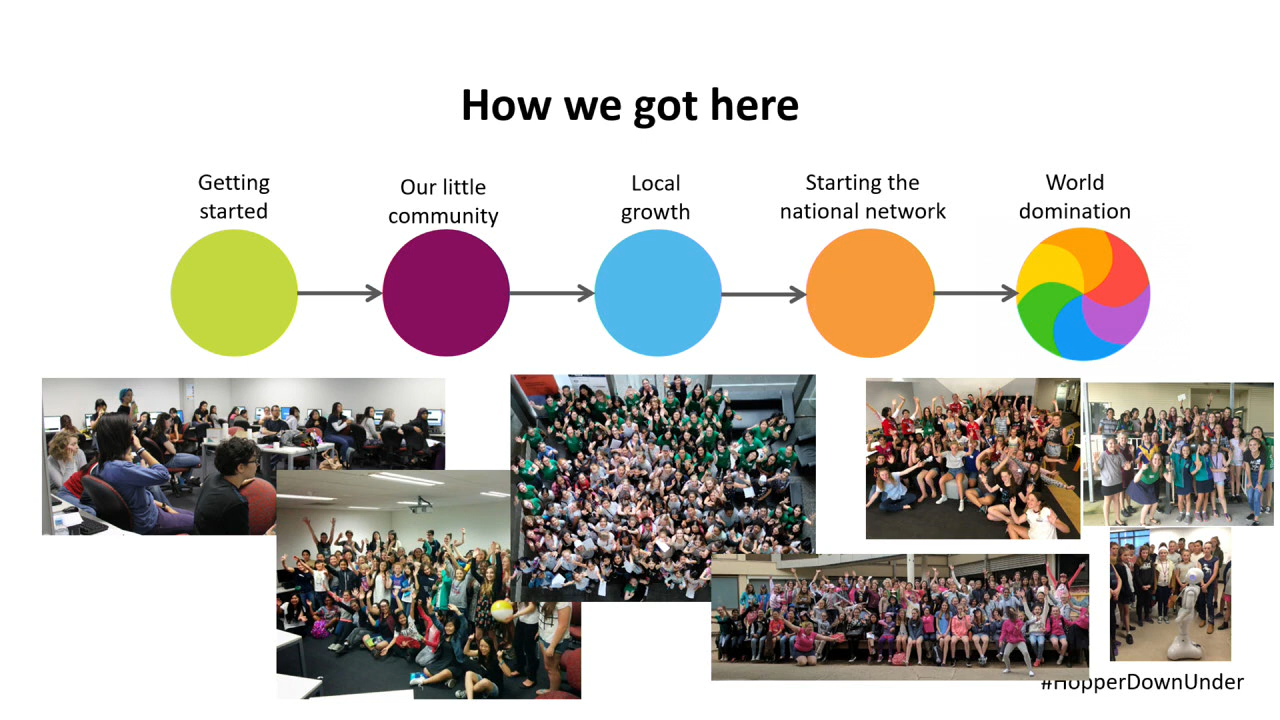 How we got here
Getting
started
Our little
community
Local
growth
Starting the
national network
World
domination
#HopperDownUnder